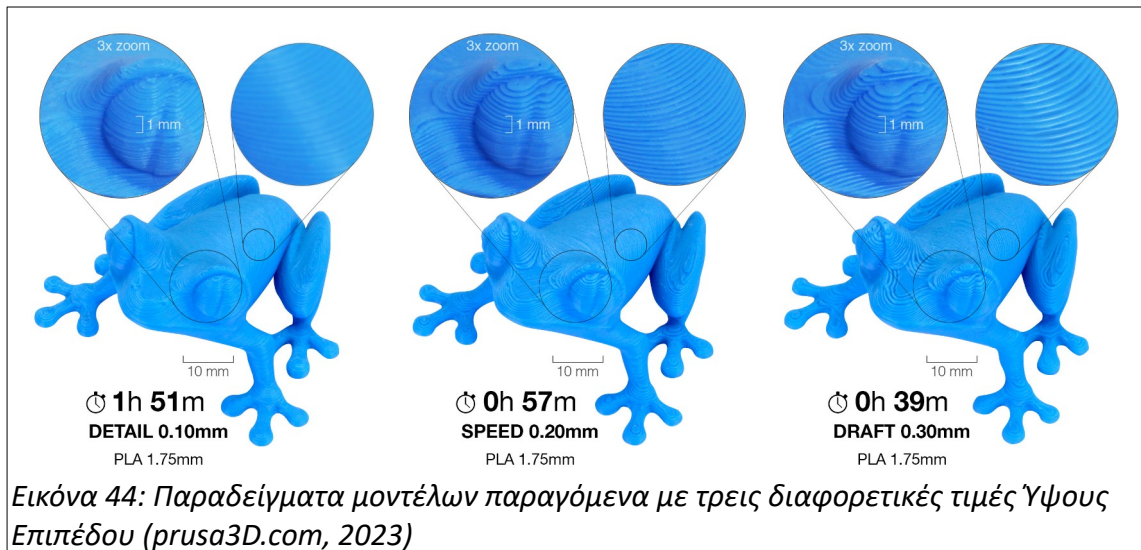 3x zoom
1 mm
10 mm
1h 51m
DETAIL 0.10mm
PLA 1.75mm
3x zoom
1 mm
10 mm
0h 57m
SPEED 0.20mm
PLA 1.75mm
3x zoom
1 mm
10 mm
0h 39m
DRAFT 0.30mm
PLA 1.75mm
Εικόνα 44: Παραδείγματα μοντέλων παραγόμενα με τρεις διαφορετικές τιμές Ύψους
Επιπέδου (prusa3D.com, 2023)